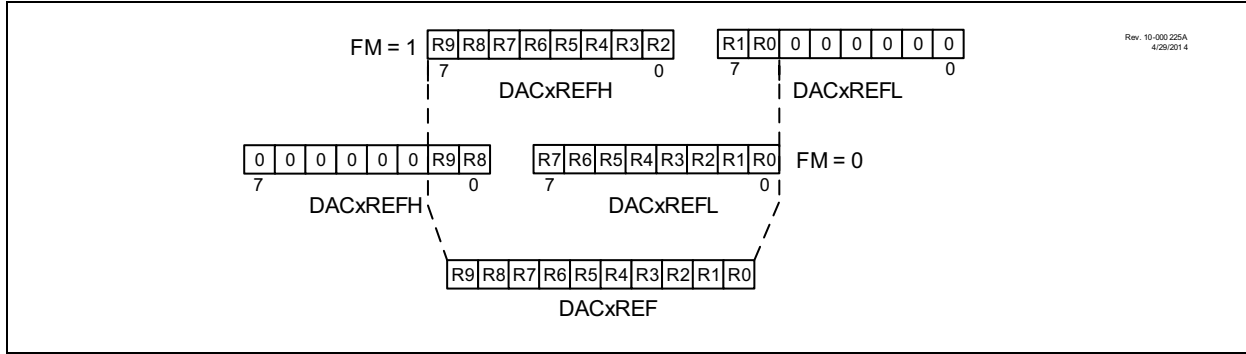 FM = 1 R9 R8 R7 R6 R5 R4 R3 R2 R1 R0 0 0 0 0 0 0
7 0 7 0
DACxREFH DACxREFL
Rev. 10-000 225A
4/29/2014
0 0 0 0 0 0 R9 R8 R7 R6 R5 R4 R3 R2 R1 R0 FM = 0
7 0 7 0
DACxREFH DACxREFL
R9 R8 R7 R6 R5 R4 R3 R2 R1 R0
DACxREF